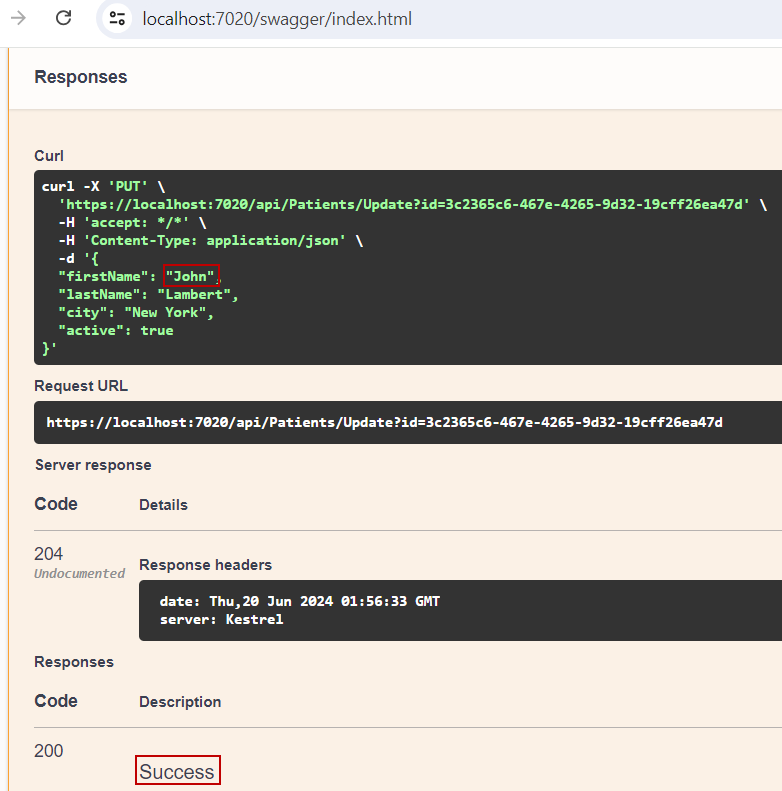 localhost:7020/swagger/index.html
Responses
Curl
curl -X 'PUT' \
'https://localhost:7020/api/Patients/Update?id=3c2365c6-467e-4265-9d32-19cff26ea47d' \
-H 'accept: */*' \
-H 'Content-Type: application/json' \
-d '{
"firstName": "John",
"lastName": "Lambert",
"city": "New York",
"active": true
}'
Request URL
https://localhost:7020/api/Patients/Update?id=3c2365c6-467e-4265-9d32-19cff26ea47d
Server response
Code Details
204
Undocumented
Response headers
date: Thu,20 Jun 2024 01:56:33 GMT
server: Kestrel
Responses
Code Description
200
Success